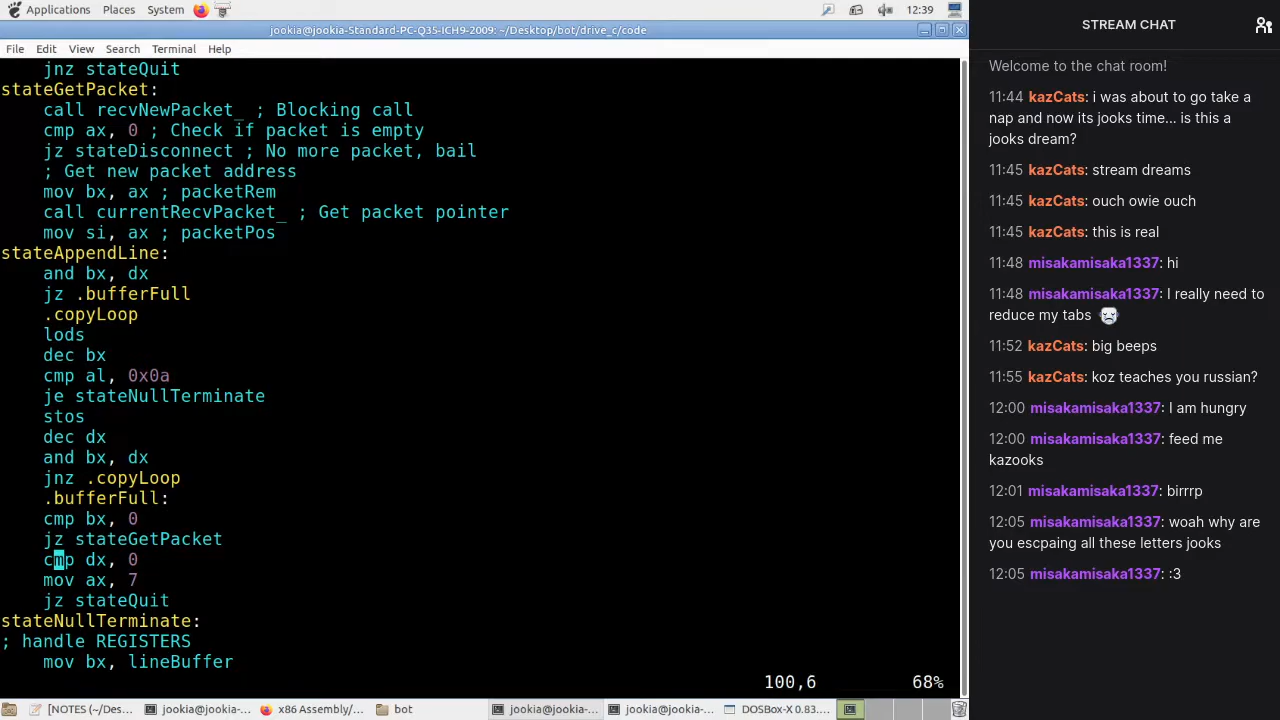 Applications Places System 12:39
jookia@jookia-Standard-PC-Q35-ICH9-2009: ~/Desktop/bot/drive_c/code
File Edit View Search Terminal Help
jnz stateQuit
stateGetPacket:
call recvNewPacket_ ; Blocking call
cmp ax, 0 ; Check if packet is empty
jz stateDisconnect ; No more packet, bail
; Get new packet address
mov bx, ax ; packetRem
call currentRecvPacket_ ; Get packet pointer
mov si, ax ; packetPos
stateAppendLine:
and bx, dx
jz .bufferFull
.copyLoop
lods
dec bx
cmp al, 0x0a
je stateNullTerminate
stos
dec dx
and bx, dx
jnz .copyLoop
.bufferFull:
cmp bx, 0
jz stateGetPacket
cmp dx, 0
mov ax, 7
jz stateQuit
stateNullTerminate:
; handle REGISTERS
mov bx, lineBuffer
100,6 68%
[NOTES (~/Des... jookia@jookia-... x86 Assembly/... bot jookia@jookia-... jookia@jookia-... DOSBox-X 0.83....
STREAM CHAT
Welcome to the chat room!
11:44 kazCats: i was about to go take a
nap and now its jooks time... is this a
jooks dream?
11:45 kazCats: stream dreams
11:45 kazCats: ouch owie ouch
11:45 kazCats: this is real
11:48 misakamisaka1337: hi
11:48 misakamisaka1337: I really need to
reduce my tabs
11:52 kazCats: big beeps
11:55 kazCats: koz teaches you russian?
12:00 misakamisaka1337: I am hungry
12:00 misakamisaka1337: feed me
kazooks
12:01 misakamisaka1337: birrrp
12:05 misakamisaka1337: woah why are
you escpaing all these letters jooks
12:05 misakamisaka1337: :3